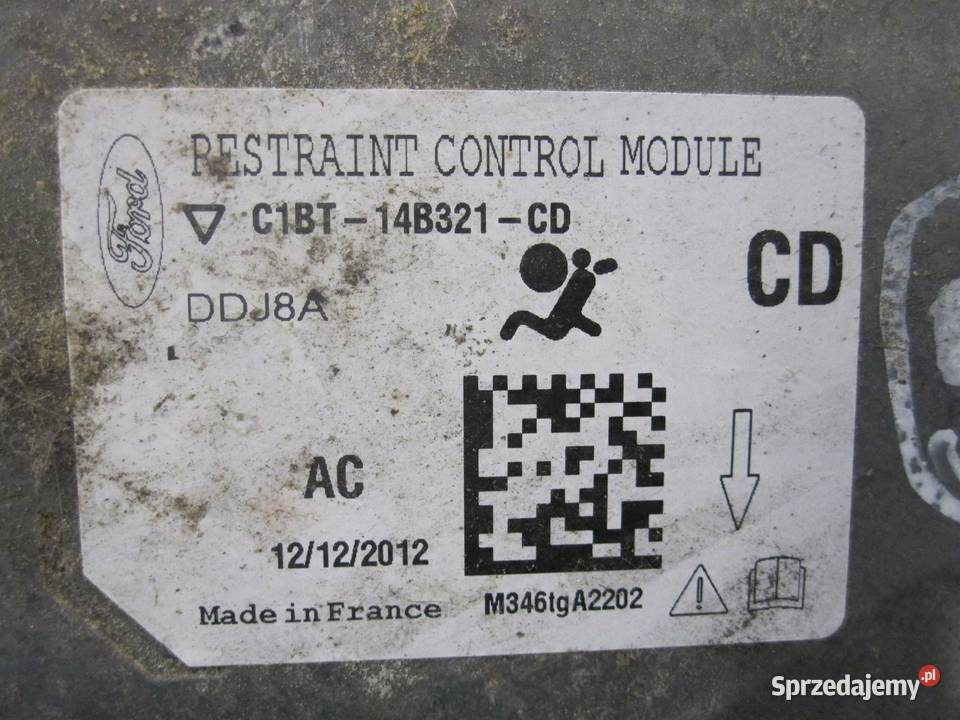 RESTRAINT CONTROL MODULE
Ford
C1BT-14B321-CD
CD
DDJ8A
AC
12/12/2012
Made in France
M346tgA2202
Sprzedajemy.pl